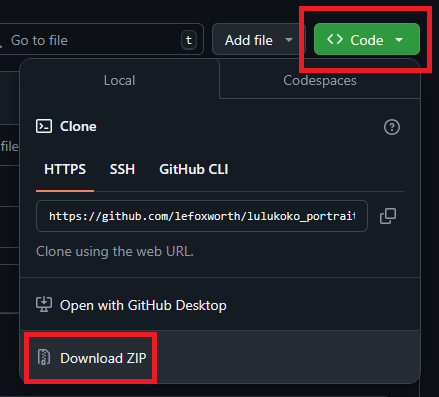 Go to file
t
Add file
<> Code
Local
Codespaces
file
Clone
HTTPS
SSH
GitHub CLI
https://github.com/lefoxworth/lulukoko_portrait
Clone using the web URL.
Open with GitHub Desktop
Download ZIP